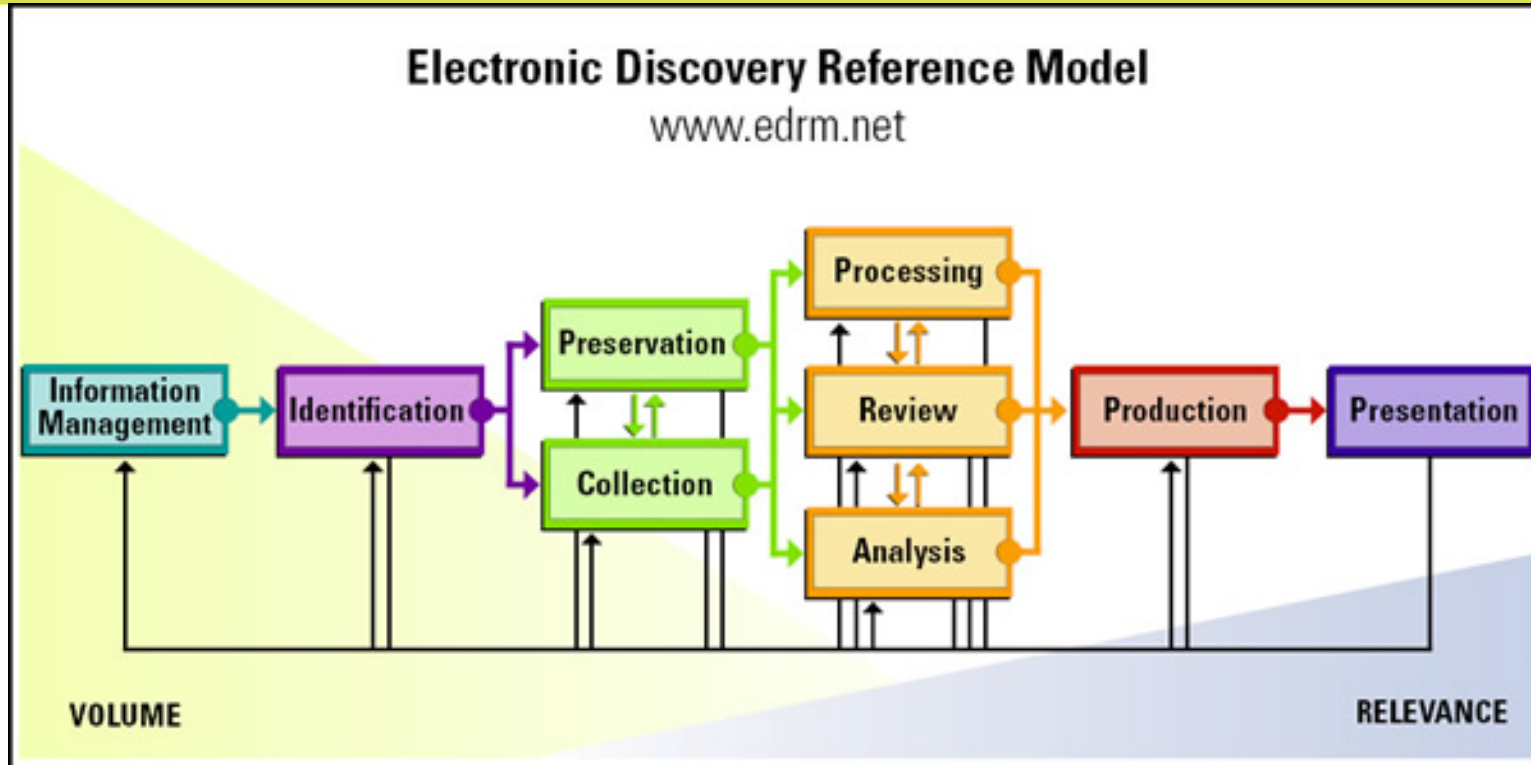 Electronic Discovery Reference Model
www.edrm.net
Information
Management
Identification
Preservation
Collection
Processing
Review
Analysis
Production
Presentation
VOLUME
RELEVANCE